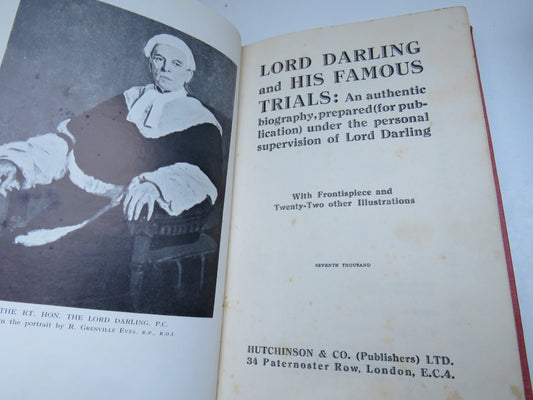 THE RT. HON. THE LORD DARLING, P.C.
the portrait by R. GRENVILLE EVES, R.P., R.O.I.
LORD DARLING
and HIS FAMOUS
TRIALS: An authentic
biography, prepared (for pub-
lication) under the personal
supervision of Lord Darling
With Frontispiece and
Twenty-Two other Illustrations
SEVENTH THOUSAND
HUTCHINSON & CO. (Publishers) LTD.
34 Paternoster Row, London, E.C.4.